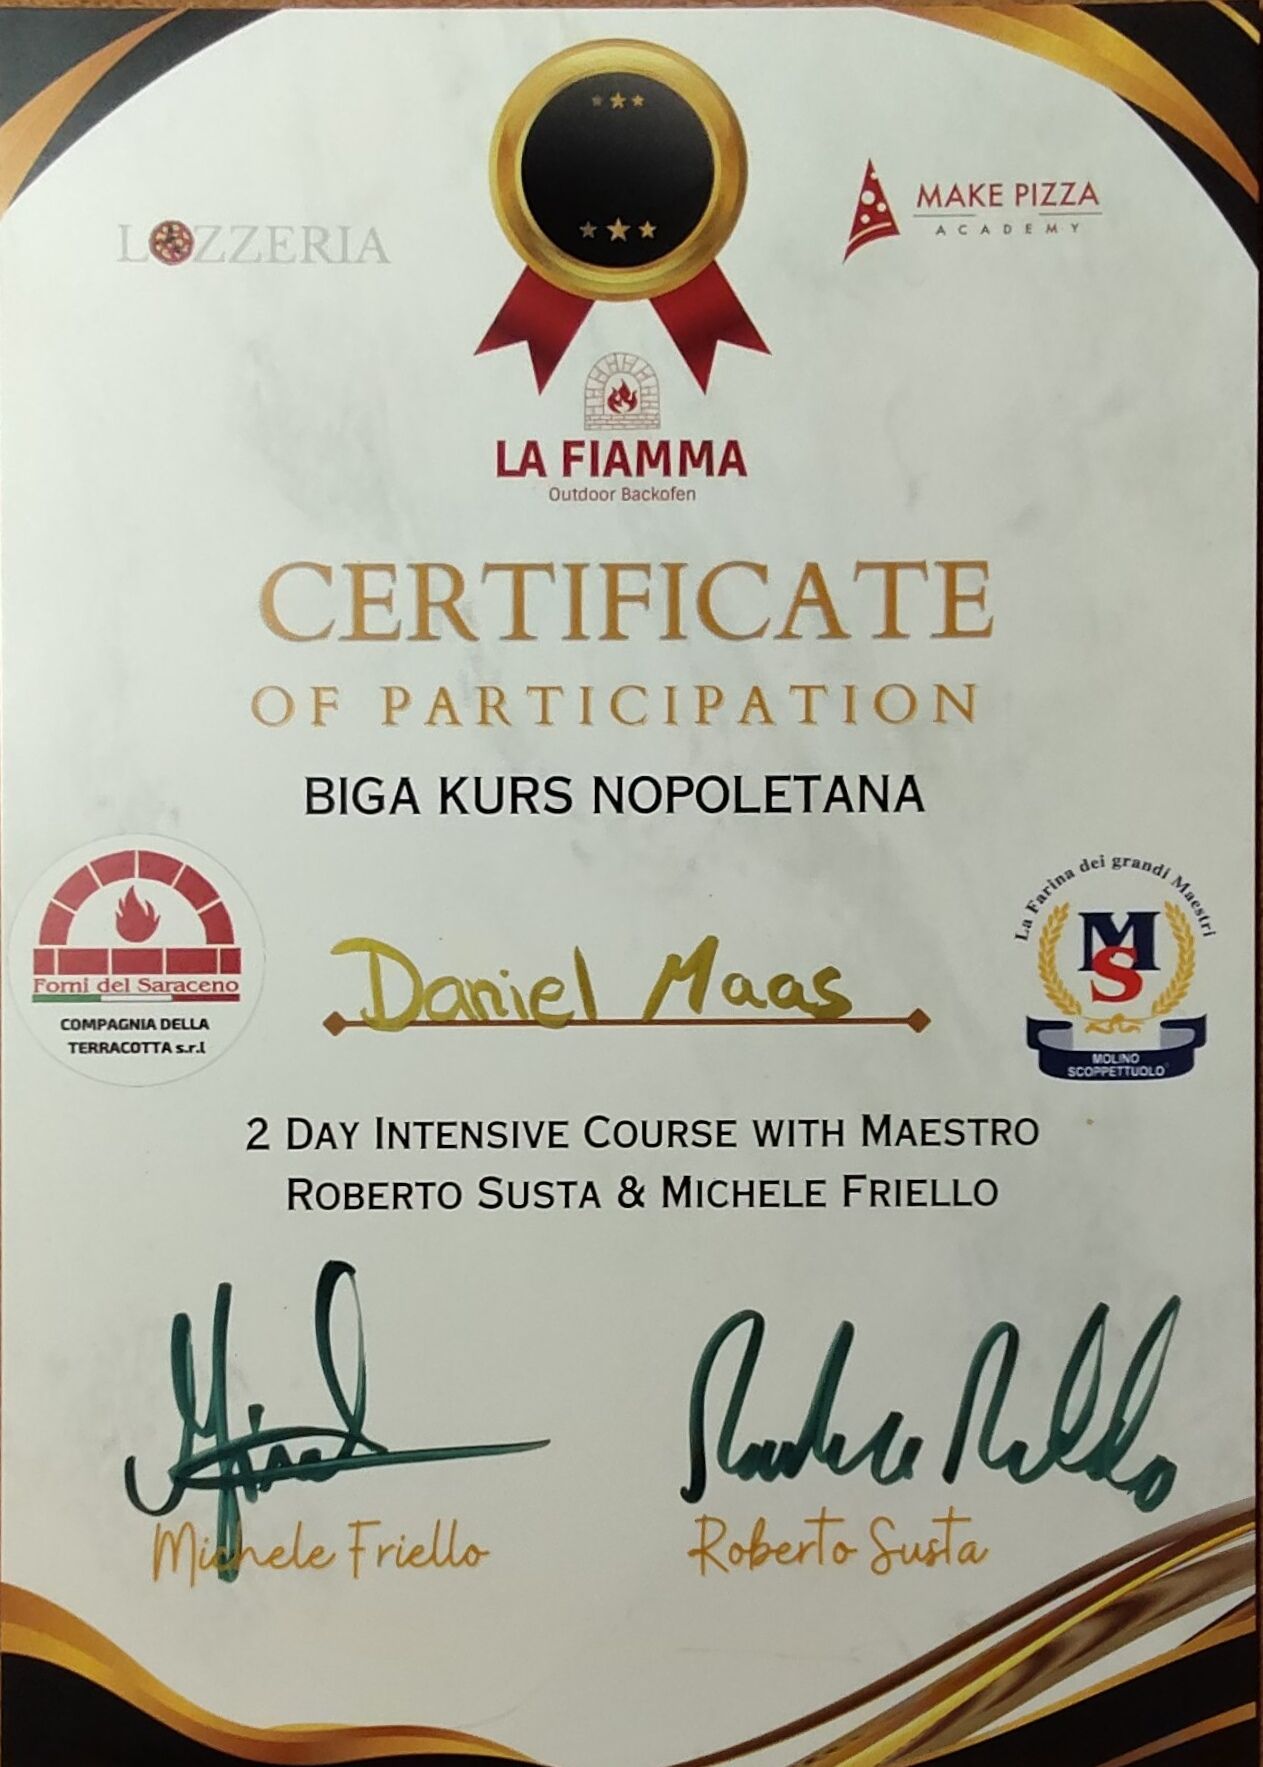 LOZZERIA
MAKE PIZZA
ACADEMY
LA FIAMMA
Outdoor Backofen
CERTIFICATE
OF PARTICIPATION
BIGA KURS NOPOLETANA
Forni del Saraceno
COMPAGNIA DELLA
TERRACOTTA s.r.l
Daniel Maas
La Farina dei grandi Maestri
MS
MOLINO
SCOPPETTUOLO
2 DAY INTENSIVE COURSE WITH MAESTRO
ROBERTO SUSTA & MICHELE FRIELLO
Michele Friello
Roberto Susta